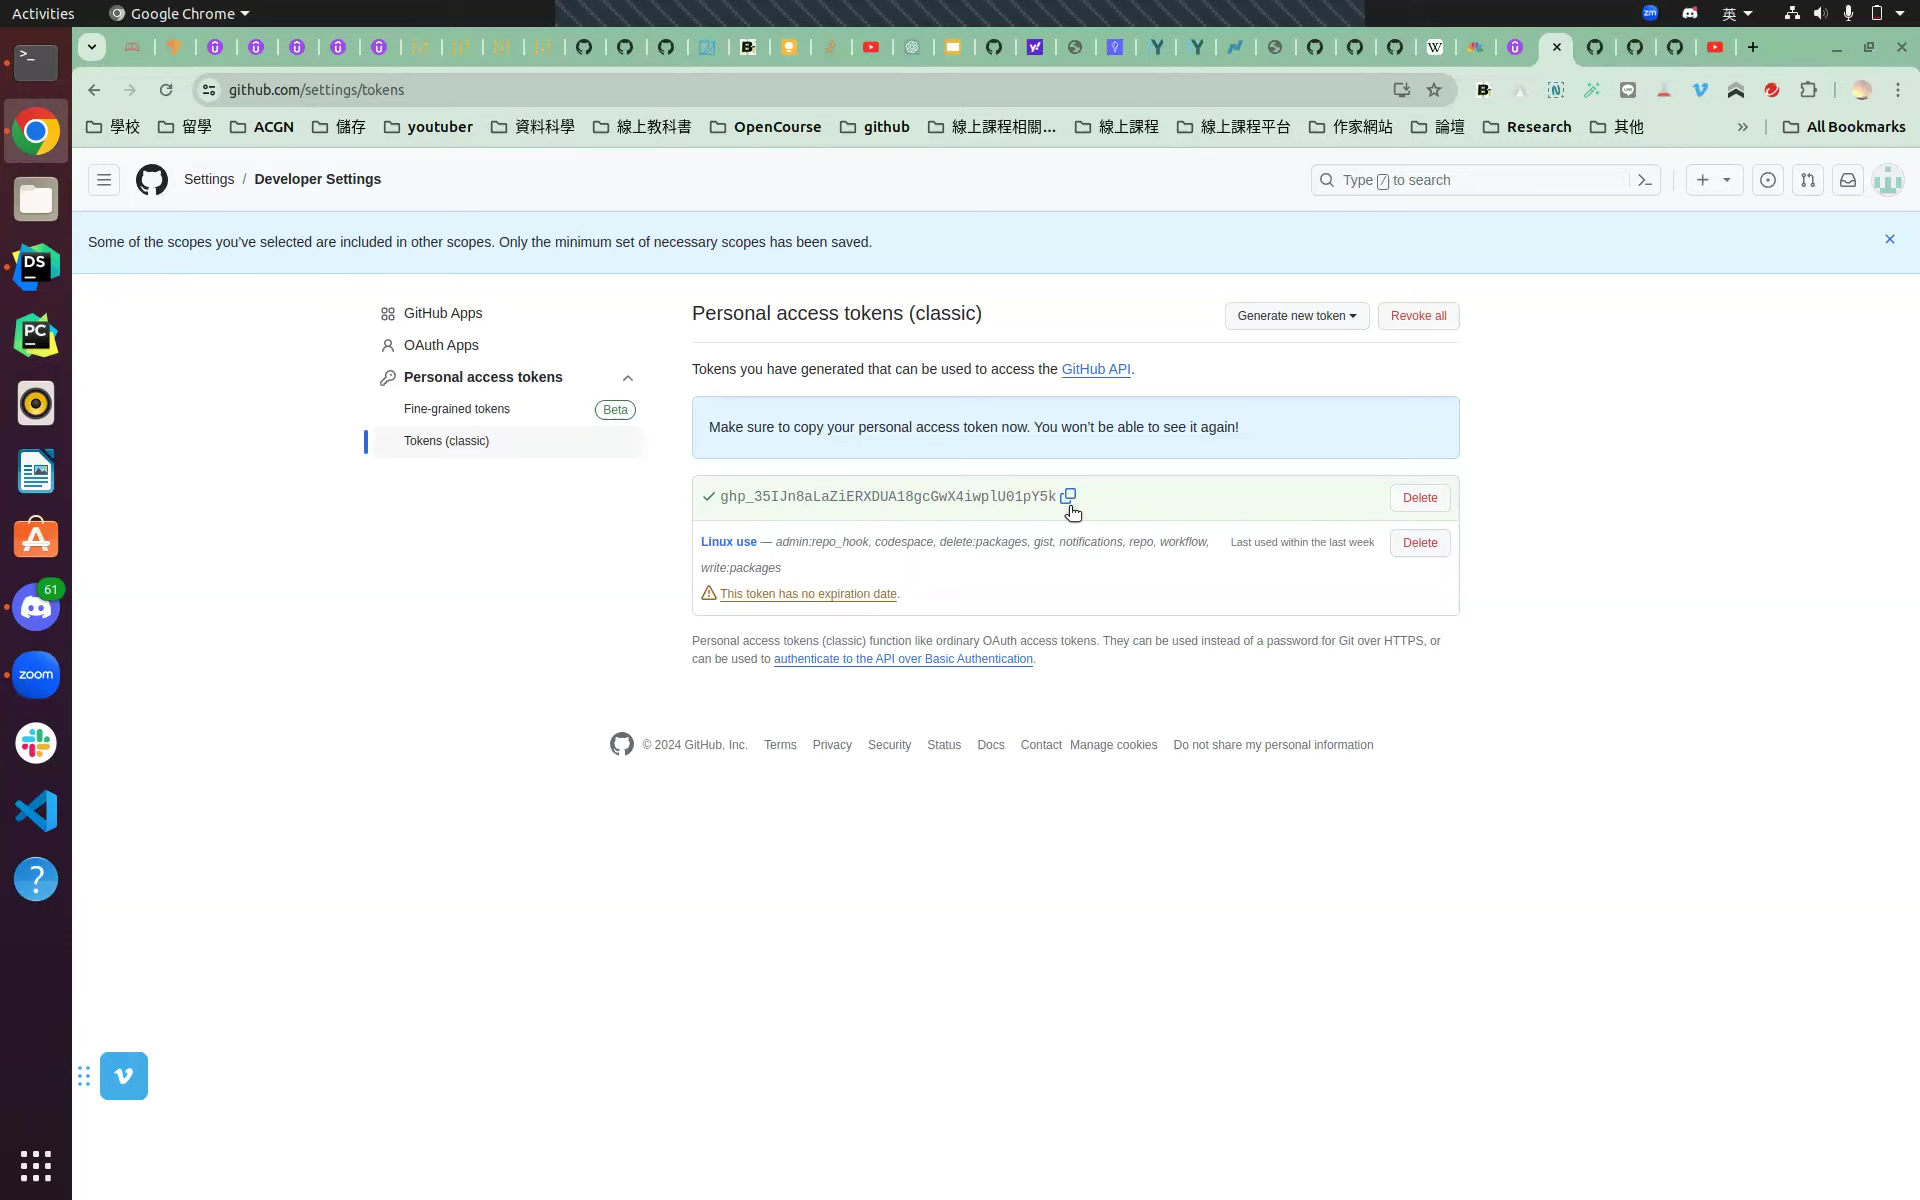 Activities
Google Chrome
英
github.com/settings/tokens
學校
留學
ACGN
儲存
youtuber
資料科學
線上教科書
OpenCourse
github
線上課程相關...
線上課程
線上課程平台
作家網站
論壇
Research
其他
»
All Bookmarks
Settings / Developer Settings
Type / to search
Some of the scopes you’ve selected are included in other scopes. Only the minimum set of necessary scopes has been saved.
GitHub Apps
OAuth Apps
Personal access tokens
Fine-grained tokens
Beta
Tokens (classic)
Personal access tokens (classic)
Generate new token
Revoke all
Tokens you have generated that can be used to access the GitHub API.
Make sure to copy your personal access token now. You won’t be able to see it again!
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
Delete
Linux use — admin:repo_hook, codespace, delete:packages, gist, notifications, repo, workflow,
write:packages
Last used within the last week
Delete
This token has no expiration date.
Personal access tokens (classic) function like ordinary OAuth access tokens. They can be used instead of a password for Git over HTTPS, or
can be used to authenticate to the API over Basic Authentication.
© 2024 GitHub, Inc.
Terms
Privacy
Security
Status
Docs
Contact
Manage cookies
Do not share my personal information
DS
PC
61
zoom